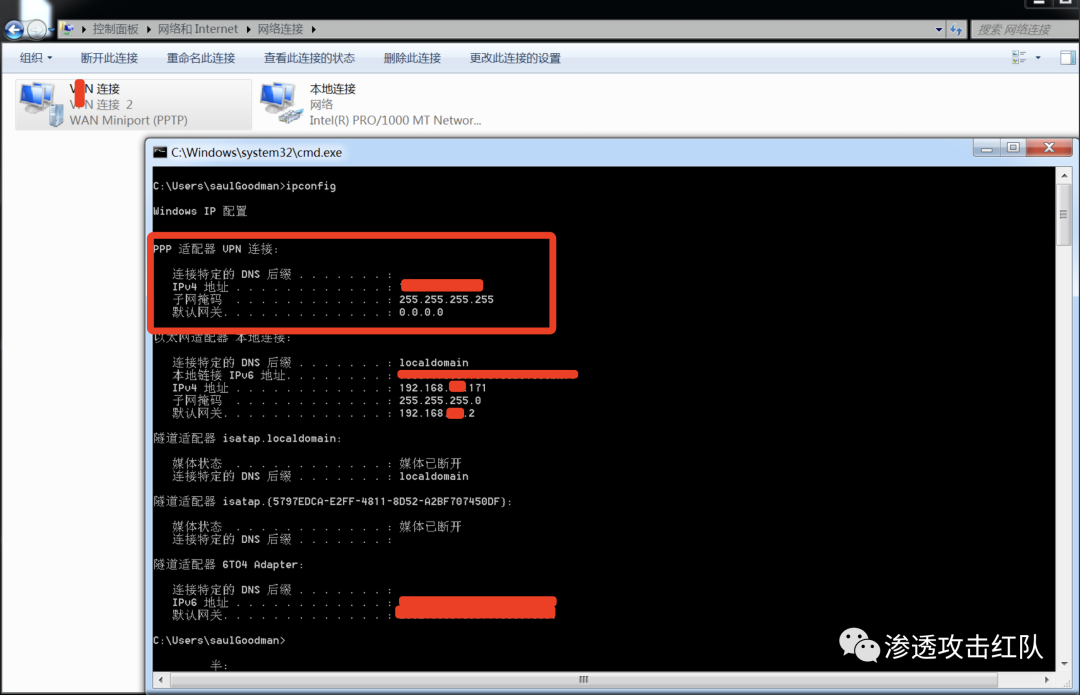 控制面板 ▸ 网络和 Internet ▸ 网络连接 ▸
搜索 网络连接
组织 断开此连接 重命名此连接 查看此连接的状态 删除此连接 更改此连接的设置
N 连接
N 连接 2
WAN Miniport (PPTP)
本地连接
网络
Intel(R) PRO/1000 MT Networ...
C:\Windows\system32\cmd.exe
C:\Users\saulGoodman>ipconfig
Windows IP 配置
PPP 适配器 VPN 连接:
连接特定的 DNS 后缀 . . . . . . . :
IPv4 地址 . . . . . . . . . . . . :
子网掩码 . . . . . . . . . . . . : 255.255.255.255
默认网关. . . . . . . . . . . . . : 0.0.0.0
以太网适配器 本地连接:
连接特定的 DNS 后缀 . . . . . . . : localdomain
本地链接 IPv6 地址. . . . . . . . :
IPv4 地址 . . . . . . . . . . . . : 192.168. .171
子网掩码 . . . . . . . . . . . . : 255.255.255.0
默认网关. . . . . . . . . . . . . : 192.168. .2
隧道适配器 isatap.localdomain:
媒体状态 . . . . . . . . . . . . : 媒体已断开
连接特定的 DNS 后缀 . . . . . . . : localdomain
隧道适配器 isatap.{5797EDCA-E2FF-4811-8D52-A2BF707450DF}:
媒体状态 . . . . . . . . . . . . : 媒体已断开
连接特定的 DNS 后缀 . . . . . . . :
隧道适配器 6TO4 Adapter:
连接特定的 DNS 后缀 . . . . . . . :
IPv6 地址 . . . . . . . . . . . . :
默认网关. . . . . . . . . . . . . :
C:\Users\saulGoodman>
半:
渗透攻击红队